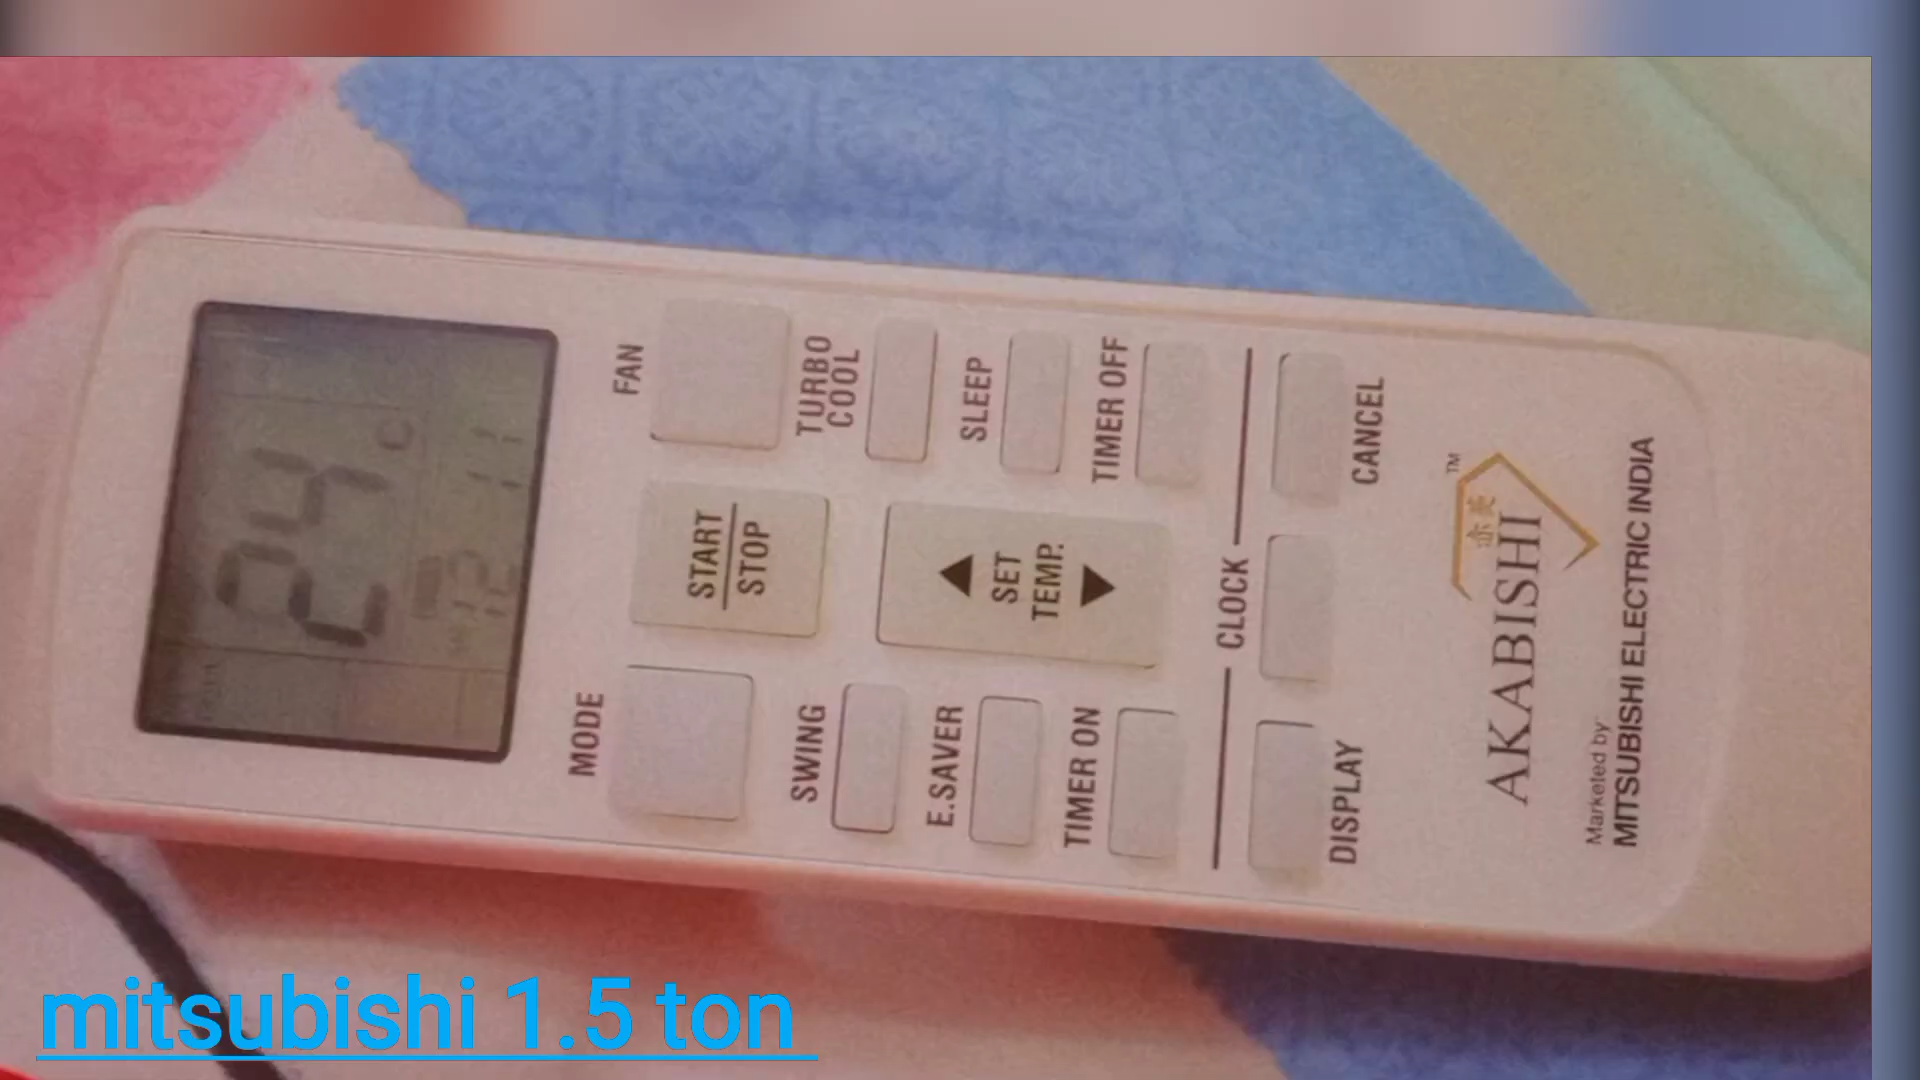 24°C
FAN
TURBO
COOL
SLEEP
TIMER OFF
START
STOP
SET
TEMP.
MODE
SWING
E.SAVER
TIMER ON
CANCEL
CLOCK
DISPLAY
AKABISHI
TM
Marketed by
MITSUBISHI ELECTRIC INDIA
mitsubishi 1.5 ton